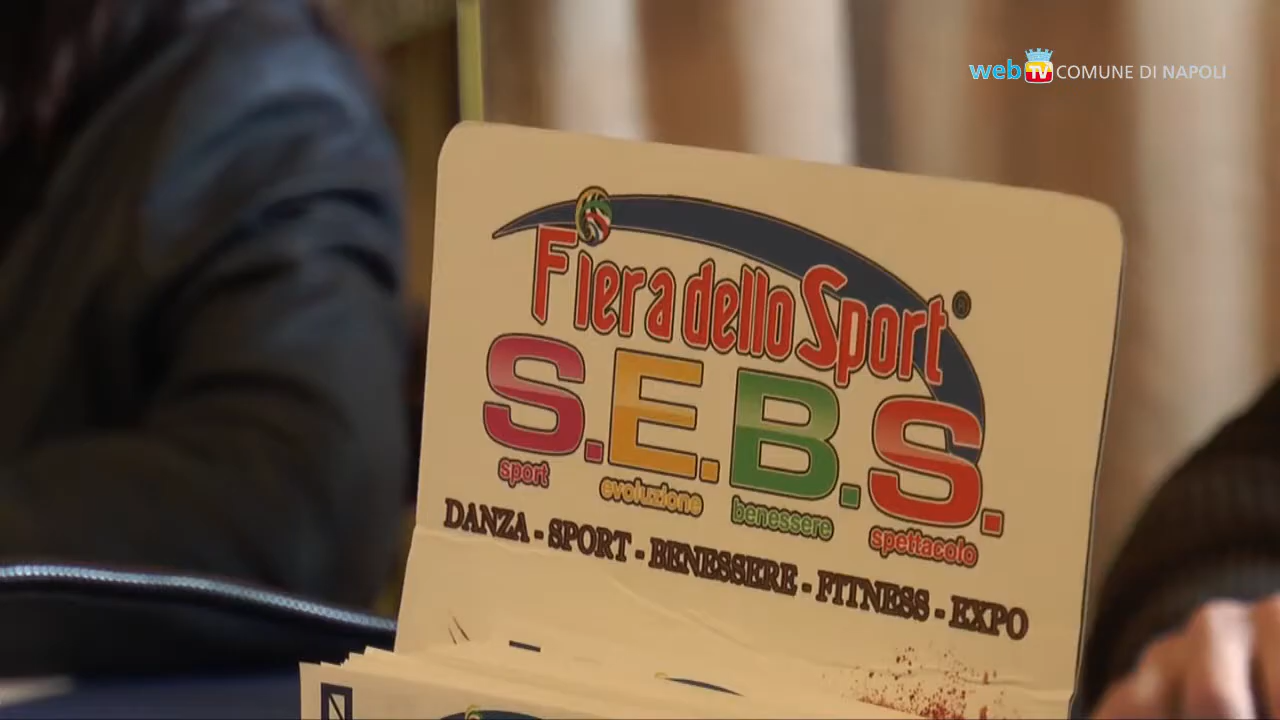 web TV COMUNE DI NAPOLI
Fiera dello Sport®
S.E.B.S.
sport evoluzione benessere spettacolo
DANZA - SPORT - BENESSERE - FITNESS - EXPO